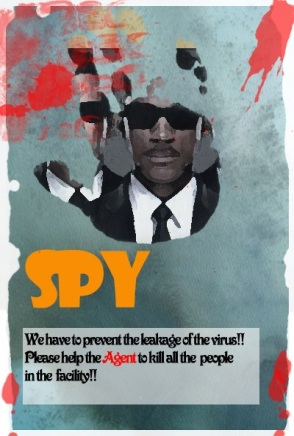 SPY
We have to prevent the leakage of the virus!!
Please help the Agent to kill all the people
in the facility!!